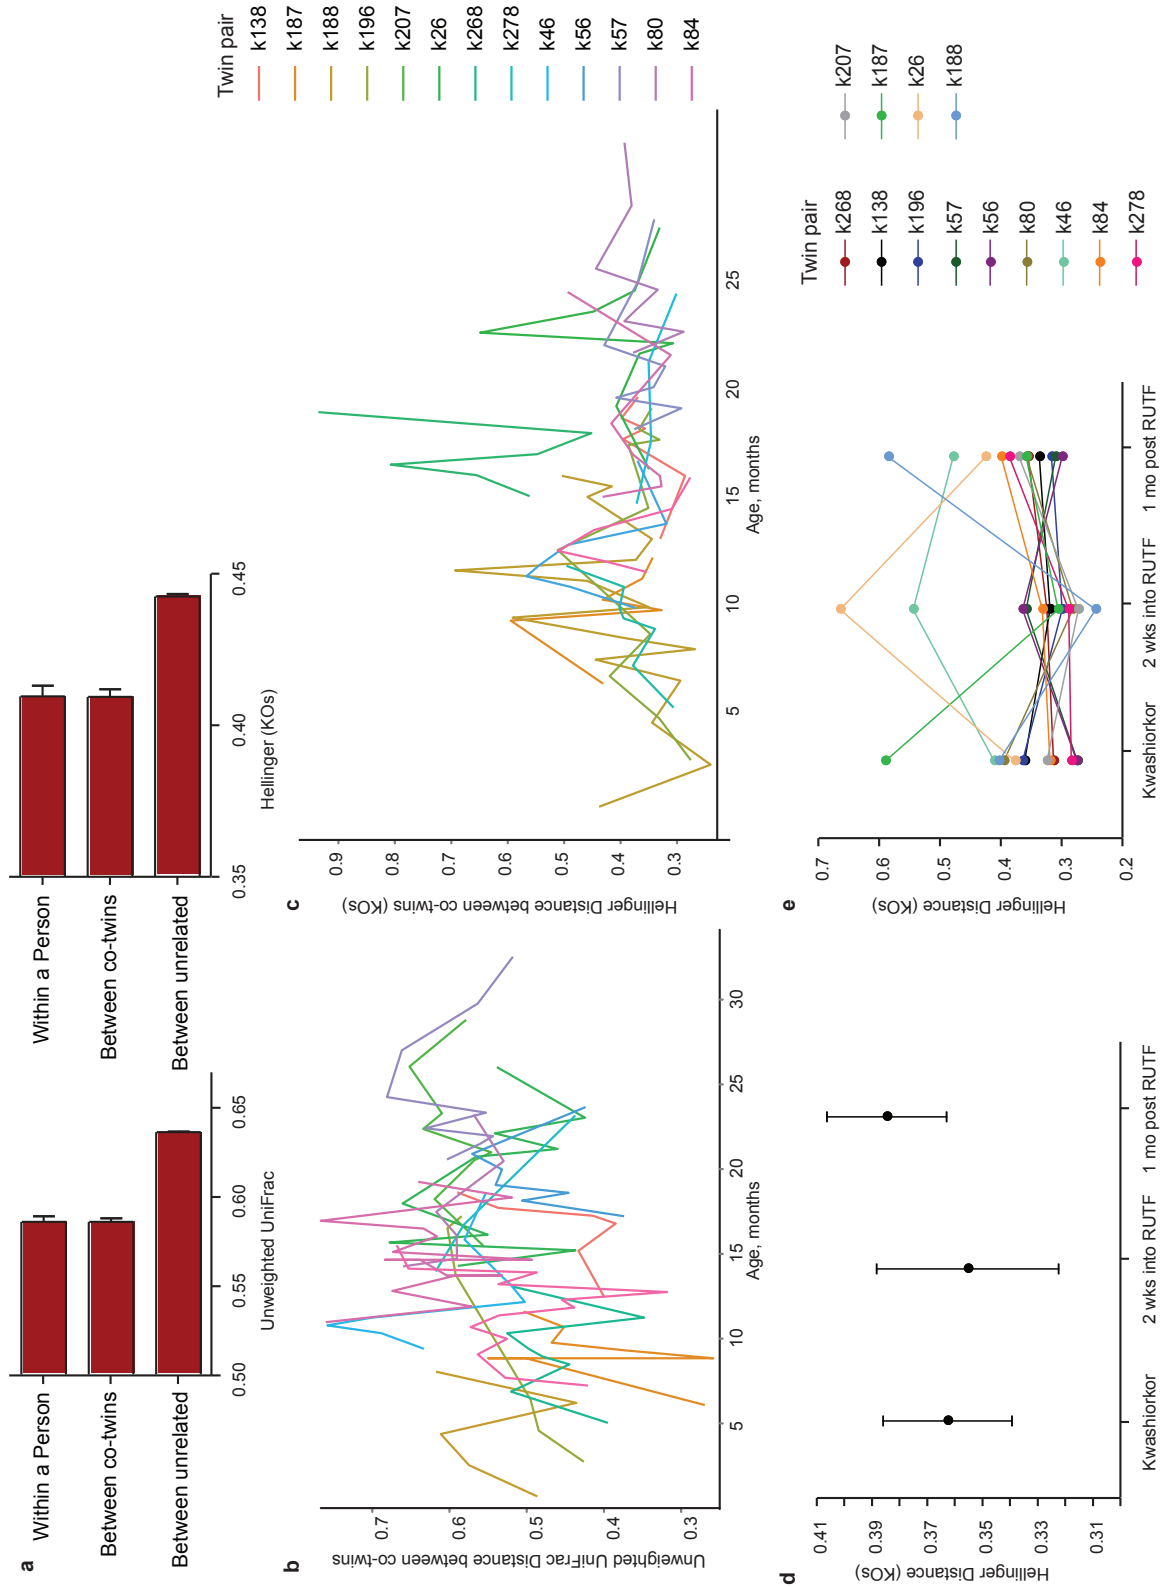 a
Within a Person
Between co-twins
Between unrelated
0.50
0.55
0.60
0.65
Unweighted UniFrac
Within a Person
Between co-twins
Between unrelated
0.35
0.40
0.45
Hellinger (KOs)
b
Unweighted UniFrac Distance between co-twins
0.7
0.6
0.5
0.4
0.3
5
10
15
20
25
30
Age, months
c
Hellinger Distance between co-twins (KOs)
0.9
0.8
0.7
0.6
0.5
0.4
0.3
5
10
15
20
25
Age, months
Twin pair
k138
k187
k188
k196
k207
k26
k268
k278
k46
k56
k57
k80
k84
d
Hellinger Distance (KOs)
0.41
0.39
0.37
0.35
0.33
0.31
Kwashiorkor
2 wks into RUTF
1 mo post RUTF
e
Hellinger Distance (KOs)
0.7
0.6
0.5
0.4
0.3
0.2
Kwashiorkor
2 wks into RUTF
1 mo post RUTF
Twin pair
k268
k138
k196
k57
k56
k80
k46
k84
k278
k207
k187
k26
k188